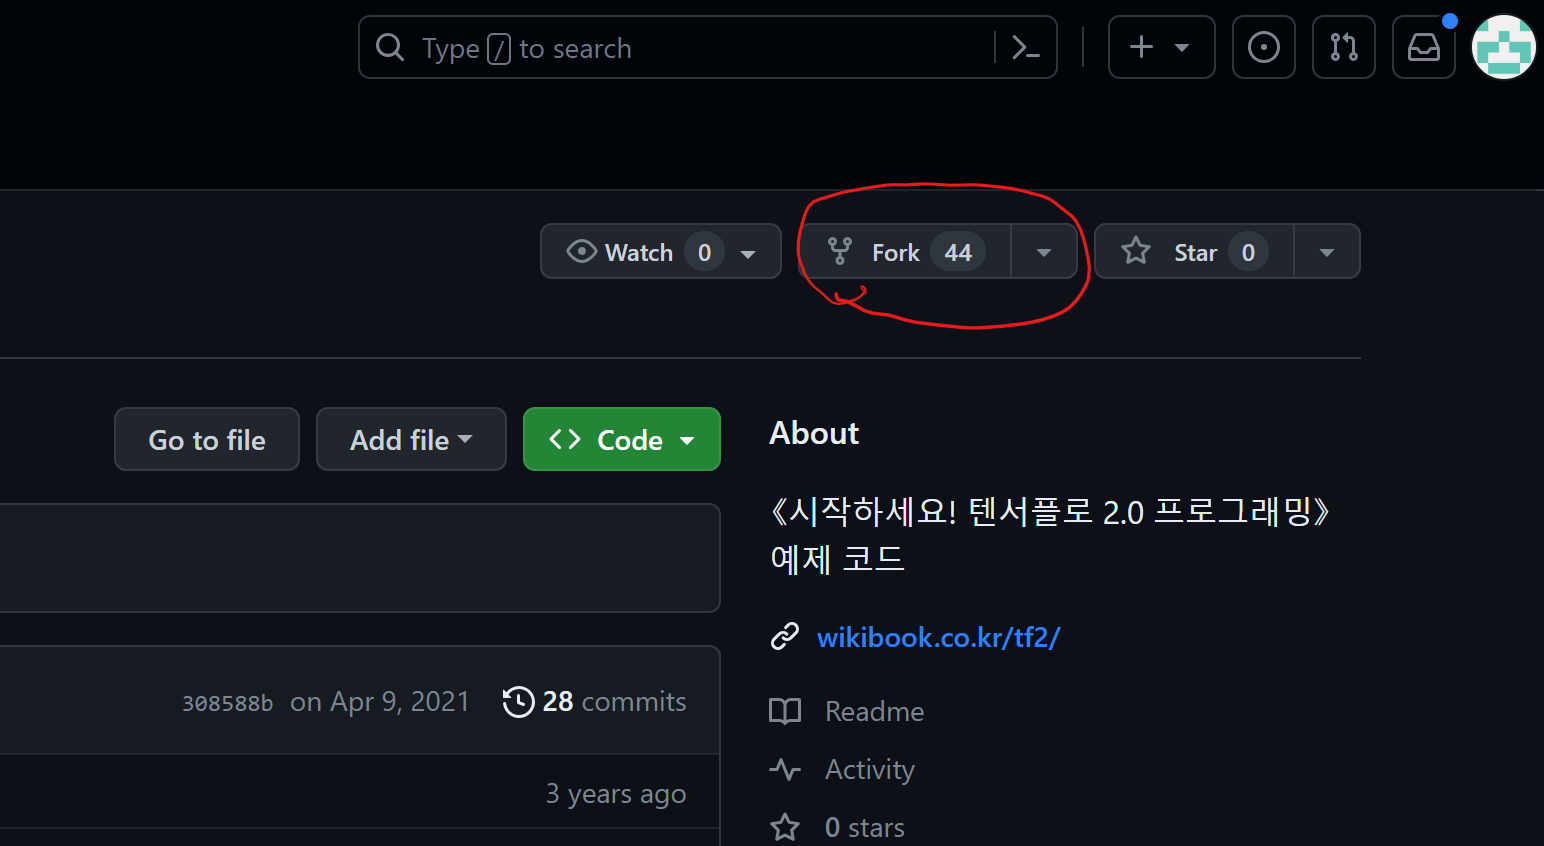 Type / to search
Watch 0
Fork 44
Star 0
Go to file
Add file
Code
About
《시작하세요! 텐서플로 2.0 프로그래밍》
예제 코드
wikibook.co.kr/tf2/
308588b on Apr 9, 2021 28 commits
Readme
Activity
3 years ago
0 stars